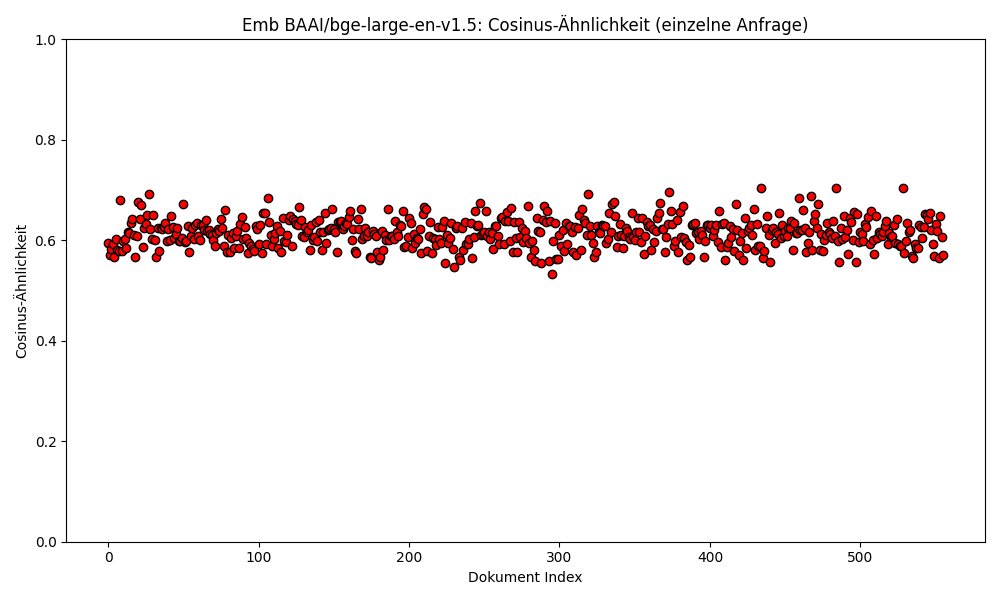 Emb BAAI/bge-large-en-v1.5: Cosinus-Ähnlichkeit (einzelne Anfrage)
1.0
0.8
0.6
0.4
0.2
0.0
Cosinus-Ähnlichkeit
0 100 200 300 400 500
Dokument Index